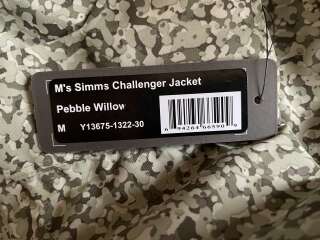 M's Simms Challenger Jacket
Pebble Willow
M Y13675-1322-30